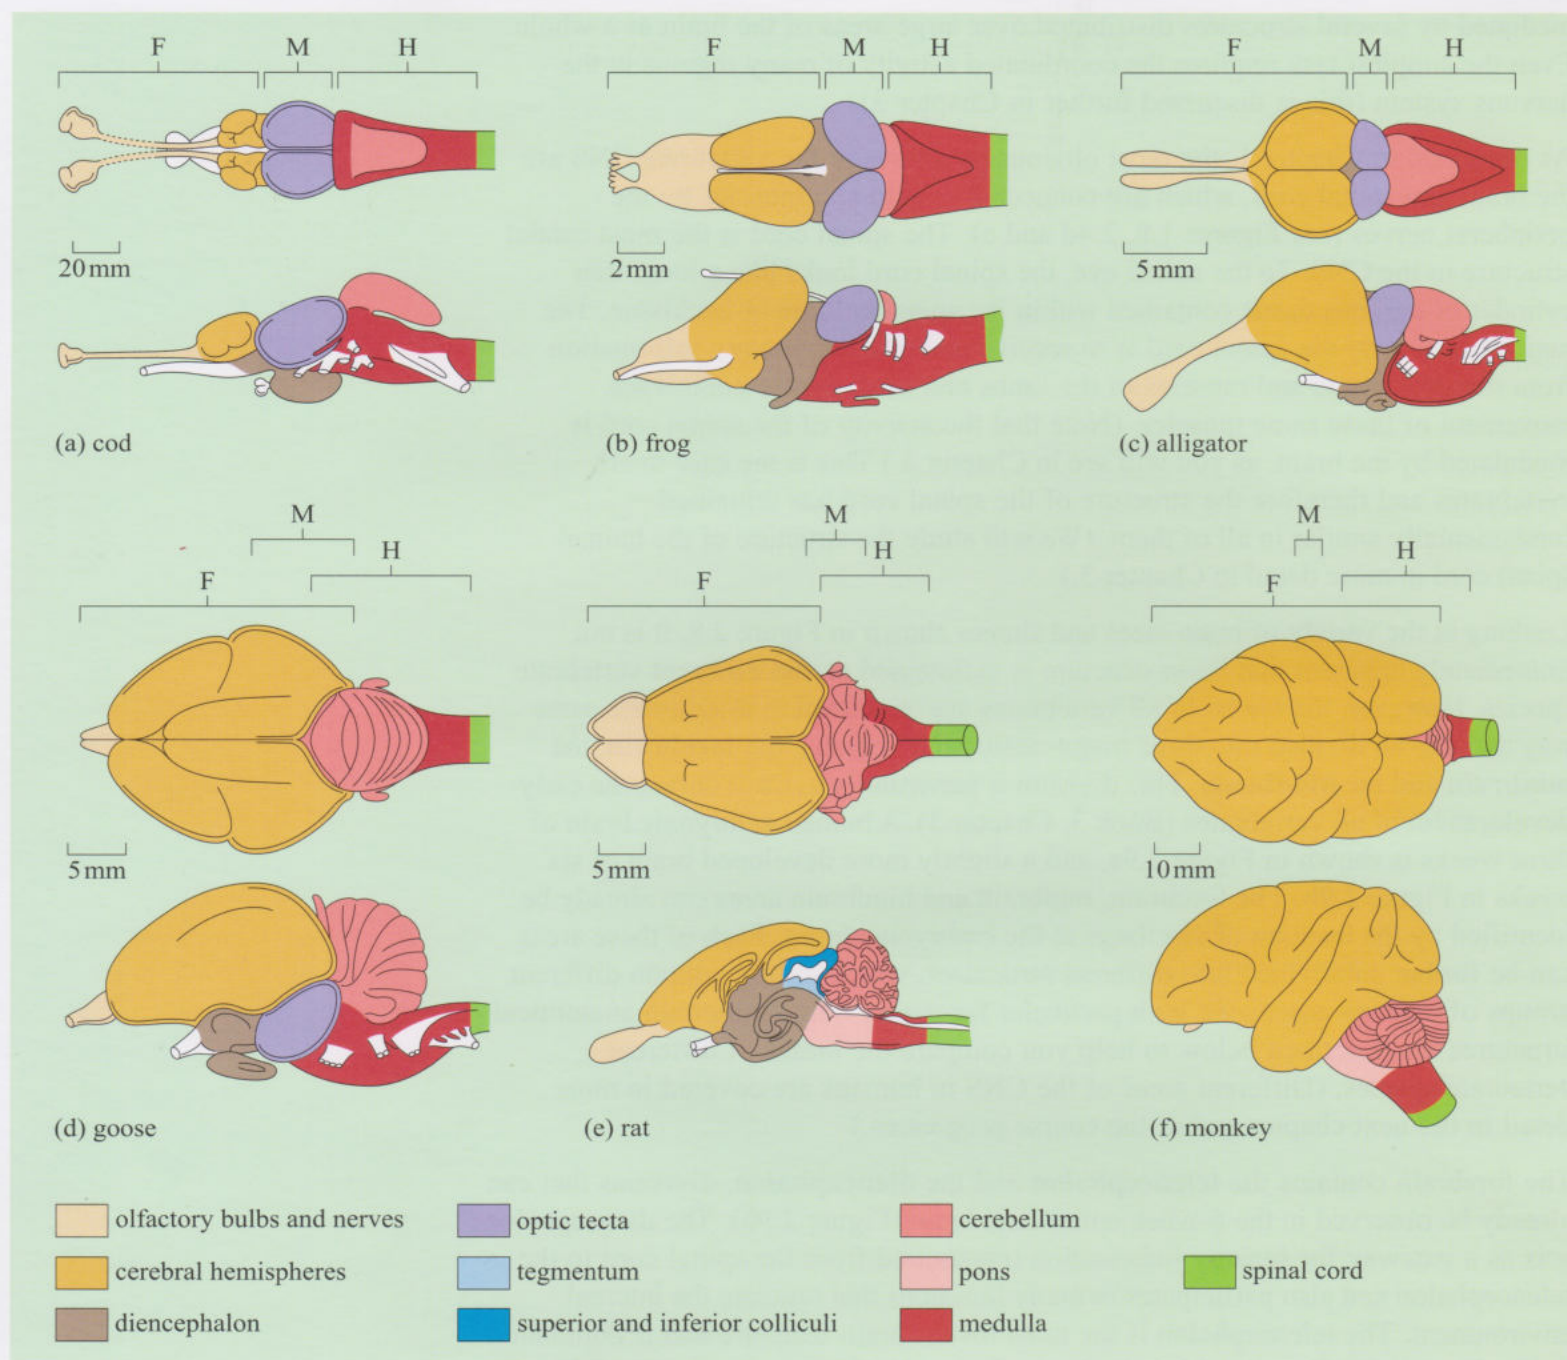 F M H
F M H
F M H
20 mm
2 mm
5 mm
(a) cod
(b) frog
(c) alligator
M
H
F
M
H
F
M
H
F
5 mm
5 mm
10 mm
(d) goose
(e) rat
(f) monkey
olfactory bulbs and nerves
cerebral hemispheres
diencephalon
optic tecta
tegmentum
superior and inferior colliculi
cerebellum
pons
medulla
spinal cord